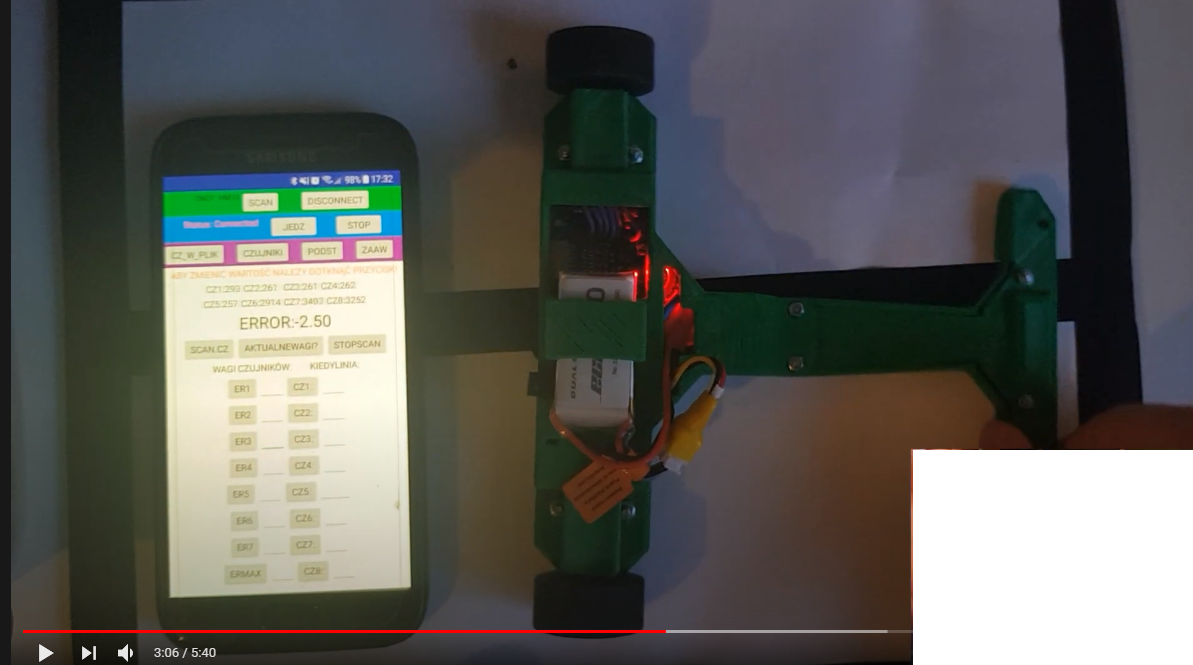 SAMSUNG
98% 17:32
SCAN DISCONNECT
Status: Connected JEDZ STOP
CZ_W_PLIK CZUJNIKI PODST ZAAW
ABY ZMIENIC WARTOŚĆ NALEZY DOTKNĄĆ PRZYCISK!
CZ1:293 CZ2:261 CZ3:261 CZ4:262
CZ5:257 CZ6:2914 CZ7:3493 CZ8:3252
ERROR:-2.50
SCAN.CZ AKTUALNEWAGI? STOPSCAN
WAGI CZUJNIKÓW KIEDYLINIA:
ER1 CZ1:
ER2 CZ2:
ER3 CZ3:
ER4 CZ4
ER5 CZ5:
ER6 CZ6:
ER7 CZ7:
ERMAX CZ8:
3:06 / 5:40